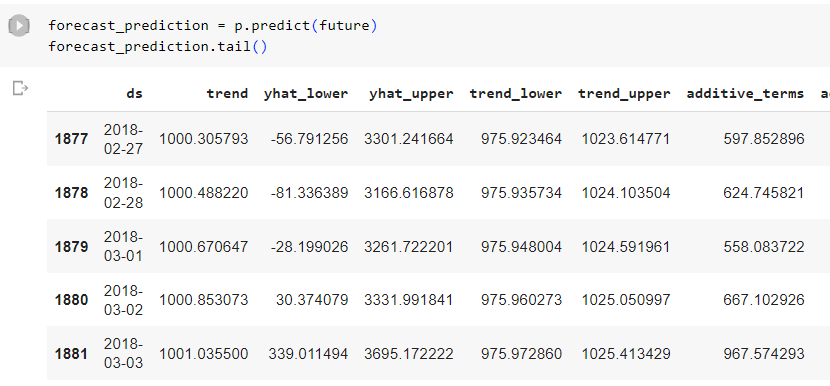 forecast_prediction = p.predict(future)
forecast_prediction.tail()
ds trend yhat_lower yhat_upper trend_lower trend_upper additive_terms a
1877 2018-02-27 1000.305793 -56.791256 3301.241664 975.923464 1023.614771 597.852896
1878 2018-02-28 1000.488220 -81.336389 3166.616878 975.935734 1024.103504 624.745821
1879 2018-03-01 1000.670647 -28.199026 3261.722201 975.948004 1024.591961 558.083722
1880 2018-03-02 1000.853073 30.374079 3331.991841 975.960273 1025.050997 667.102926
1881 2018-03-03 1001.035500 339.011494 3695.172222 975.972860 1025.413429 967.574293